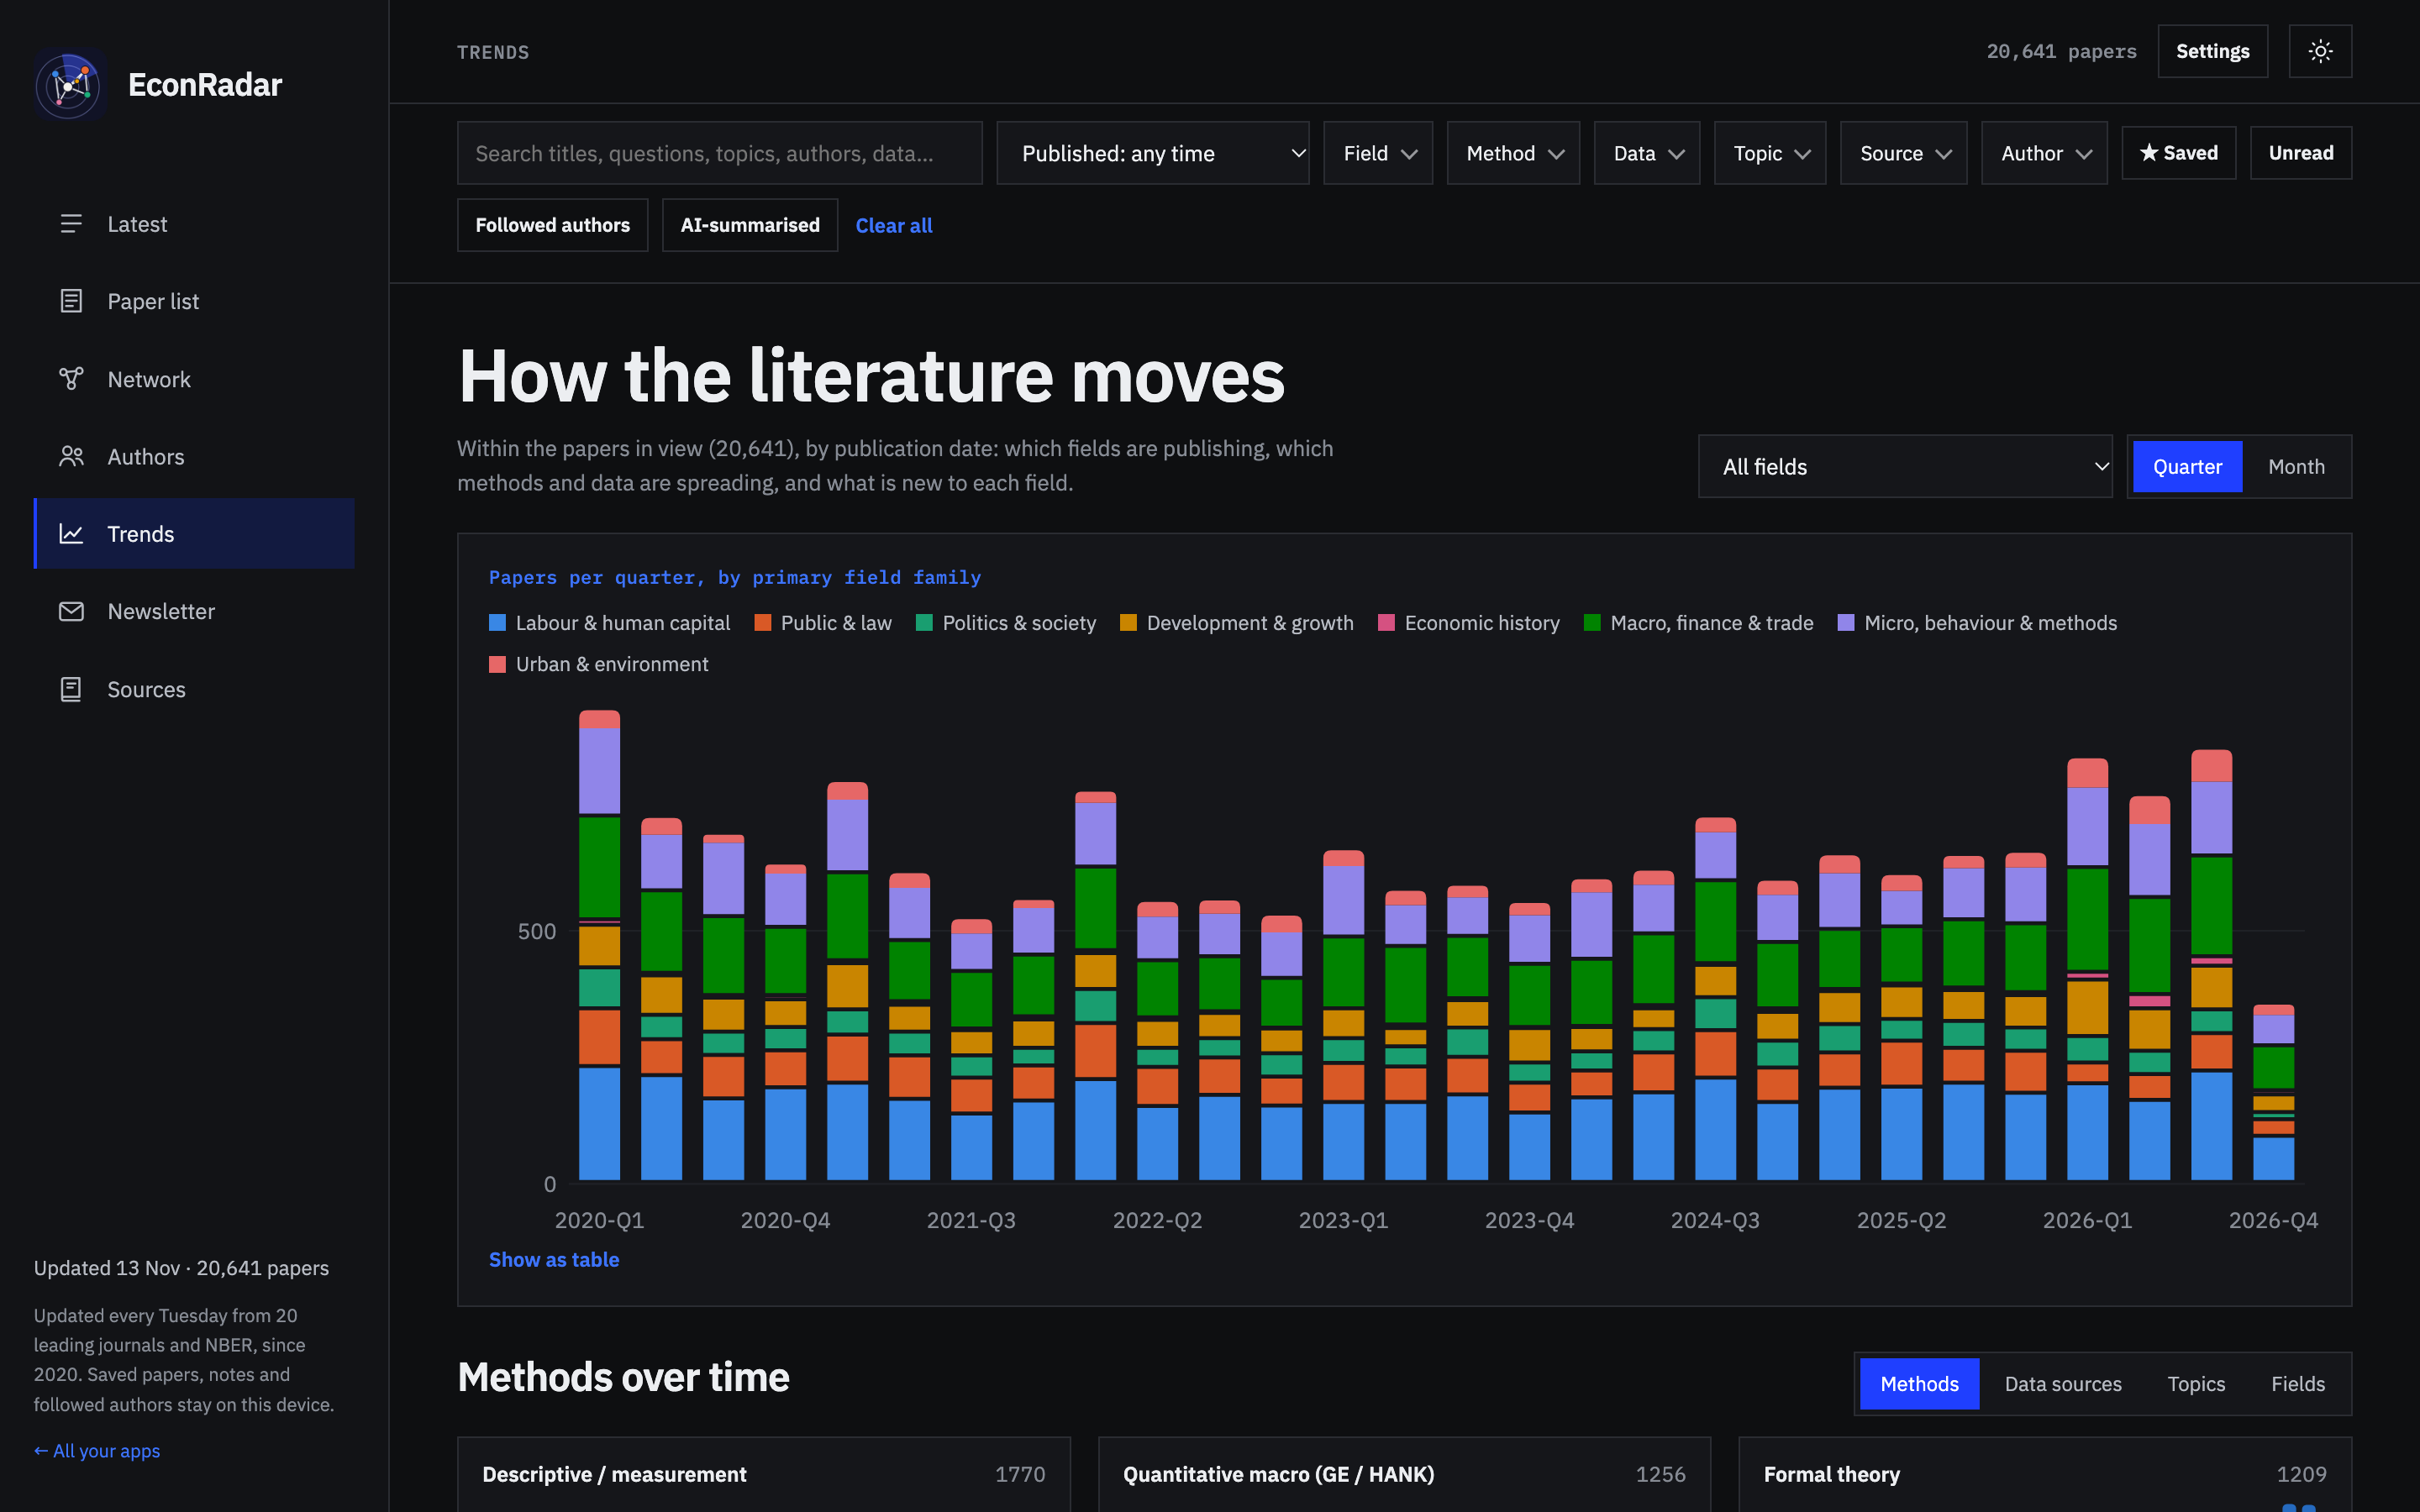 EconRadar
Latest
Paper list
Network
Authors
Trends
Newsletter
Sources
Updated 13 Nov · 20,641 papers
Updated every Tuesday from 20
leading journals and NBER, since
2020. Saved papers, notes and
followed authors stay on this device.
← All your apps
TRENDS
20,641 papers
Settings
Search titles, questions, topics, authors, data...
Published: any time
Field
Method
Data
Topic
Source
Author
★ Saved
Unread
Followed authors
AI-summarised
Clear all
How the literature moves
Within the papers in view (20,641), by publication date: which fields are publishing, which
methods and data are spreading, and what is new to each field.
All fields
Quarter
Month
Papers per quarter, by primary field family
Labour & human capital
Public & law
Politics & society
Development & growth
Economic history
Macro, finance & trade
Micro, behaviour & methods
Urban & environment
500
0
2020-Q1
2020-Q4
2021-Q3
2022-Q2
2023-Q1
2023-Q4
2024-Q3
2025-Q2
2026-Q1
2026-Q4
Show as table
Methods over time
Methods
Data sources
Topics
Fields
Descriptive / measurement
1770
Quantitative macro (GE / HANK)
1256
Formal theory
1209